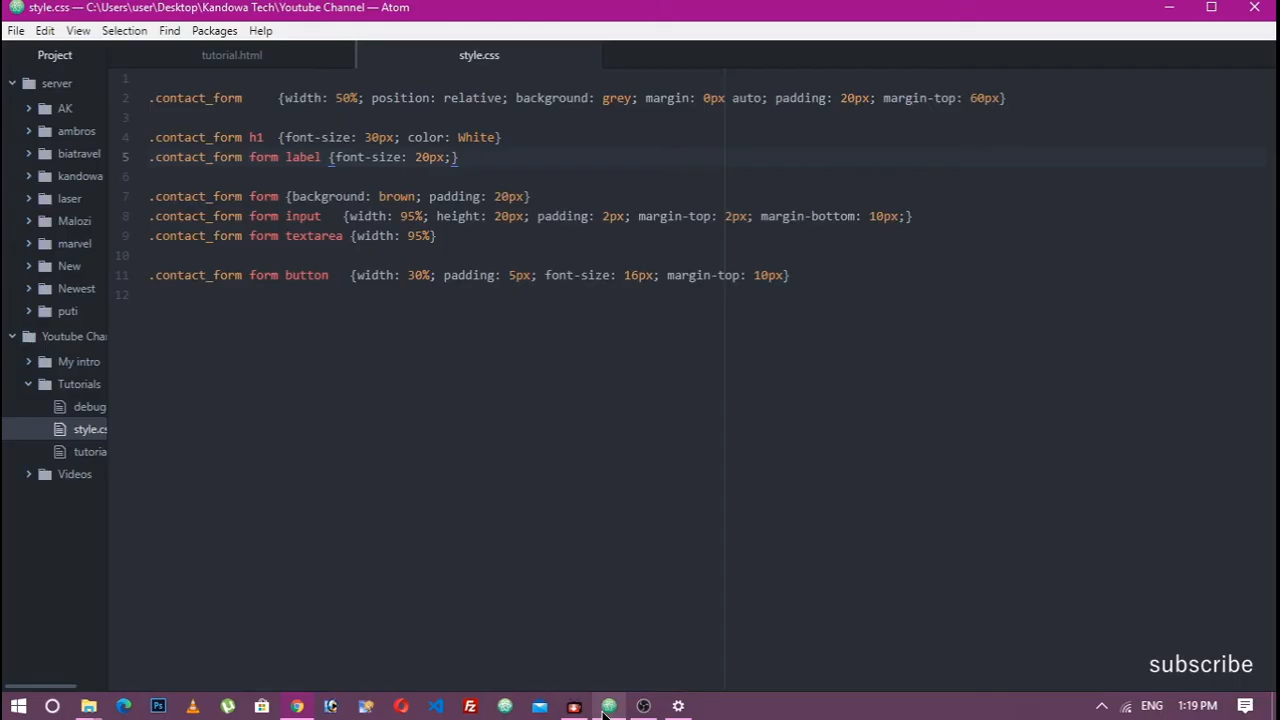 style.css — C:\Users\user\Desktop\Kandowa Tech\Youtube Channel — Atom
File Edit View Selection Find Packages Help
Project
tutorial.html
style.css
server
AK
ambros
biatravel
kandowa
laser
Malozi
marvel
New
Newest
puti
Youtube Cha
My intro
Tutorials
debug
style.cs
tutoria
Videos
1
2 .contact_form {width: 50%; position: relative; background: grey; margin: 0px auto; padding: 20px; margin-top: 60px}
3
4 .contact_form h1 {font-size: 30px; color: White}
5 .contact_form form label {font-size: 20px;}
6
7 .contact_form form {background: brown; padding: 20px}
8 .contact_form form input {width: 95%; height: 20px; padding: 2px; margin-top: 2px; margin-bottom: 10px;}
9 .contact_form form textarea {width: 95%}
10
11 .contact_form form button {width: 30%; padding: 5px; font-size: 16px; margin-top: 10px}
12
subscribe
ENG 1:19 PM